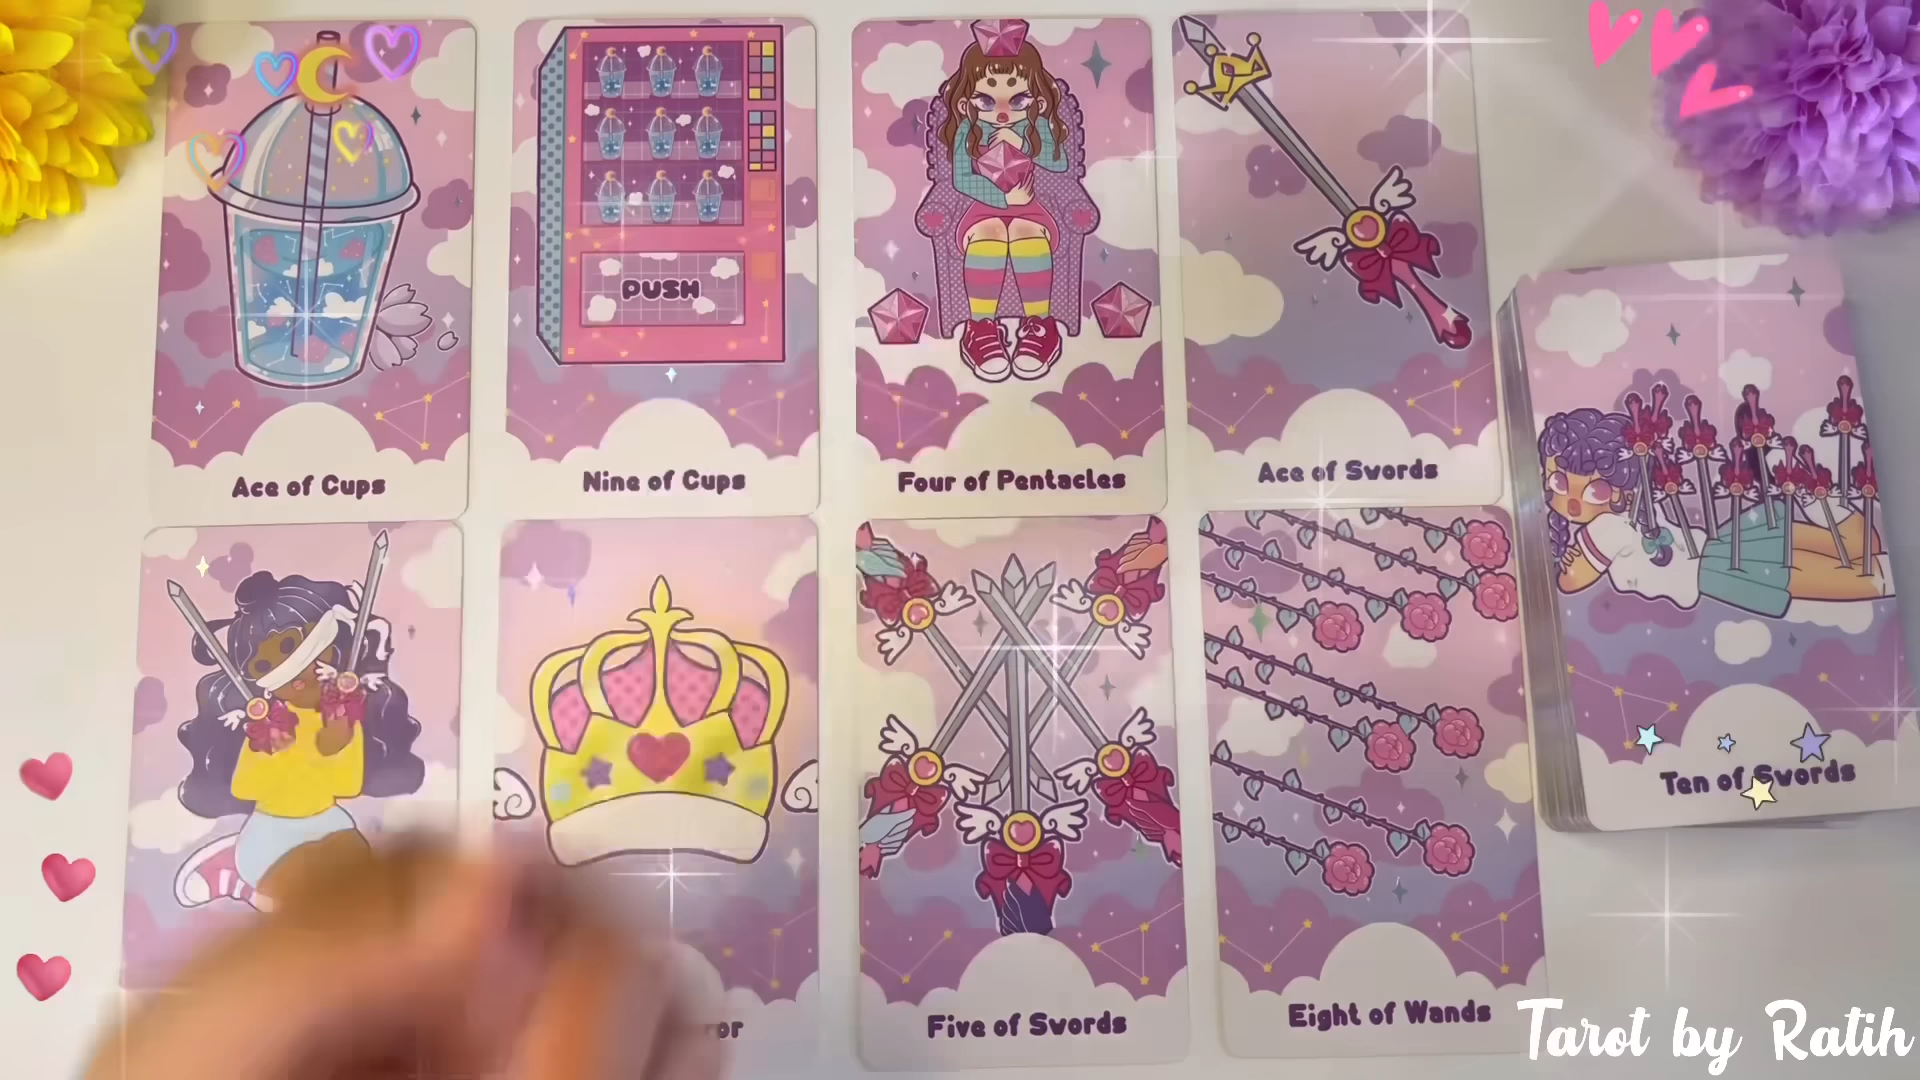 PUSH
Ace of Cups
Nine of Cups
Four of Pentacles
Ace of Swords
Ten of Swords
Five of Swords
Eight of Wands
Tarot by Ratih